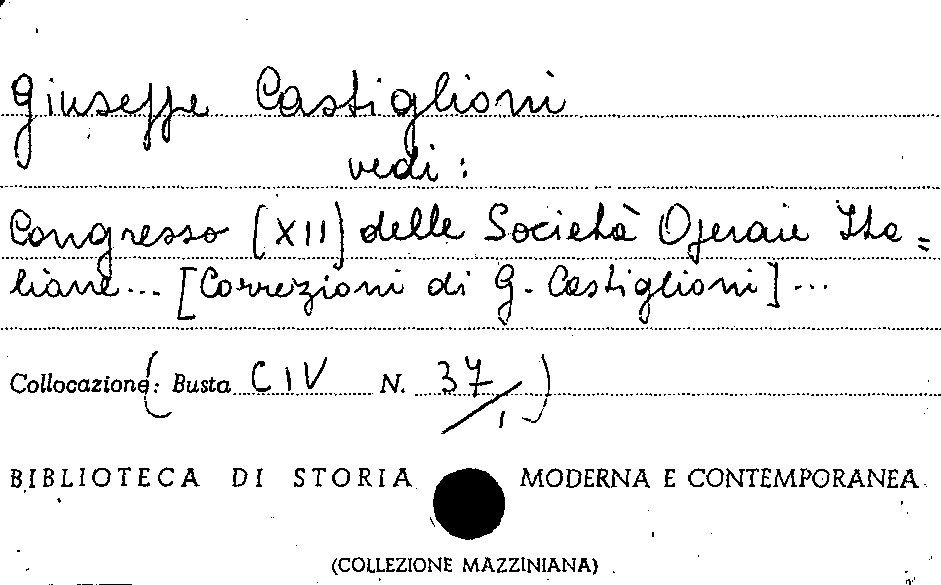 Giuseppe Castiglioni
vedi :
Congresso (XII) delle Società Operaie Ita=
liane... [Correzioni di G. Castiglioni] ...
Collocazione: (Busta CIV N. 37/1)
BIBLIOTECA DI STORIA MODERNA E CONTEMPORANEA
(COLLEZIONE MAZZINIANA)